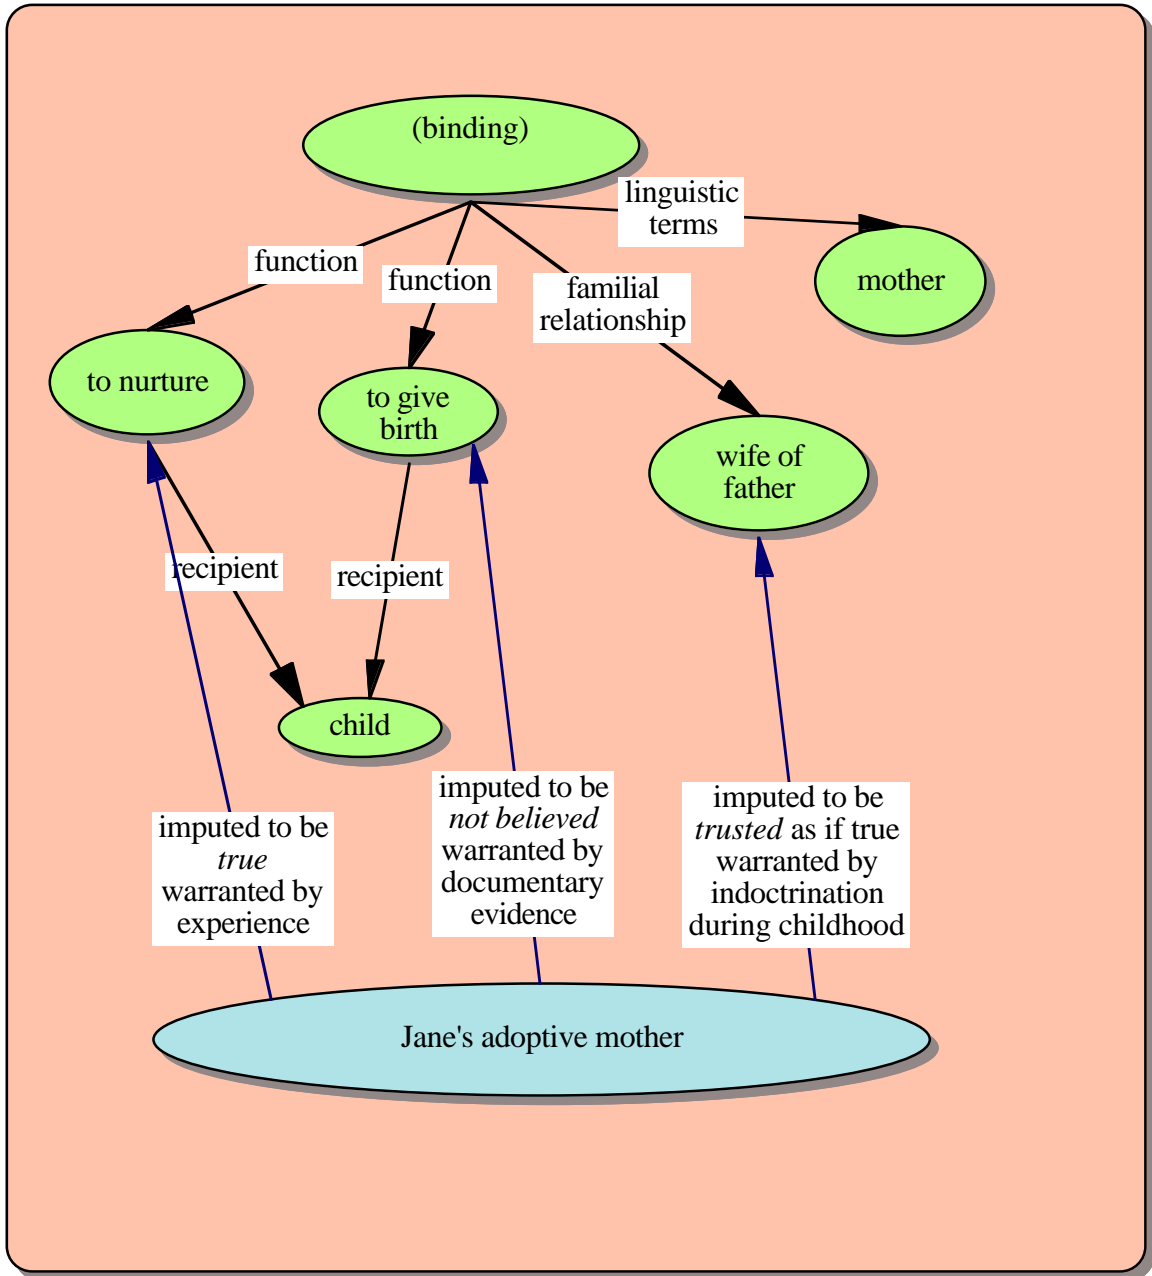 (binding)
linguistic
terms
function
function
familial
relationship
mother
to nurture
to give
birth
wife of
father
recipient
recipient
child
imputed to be
true
warranted by
experience
imputed to be
not believed
warranted by
documentary
evidence
imputed to be
trusted as if true
warranted by
indoctrination
during childhood
Jane's adoptive mother